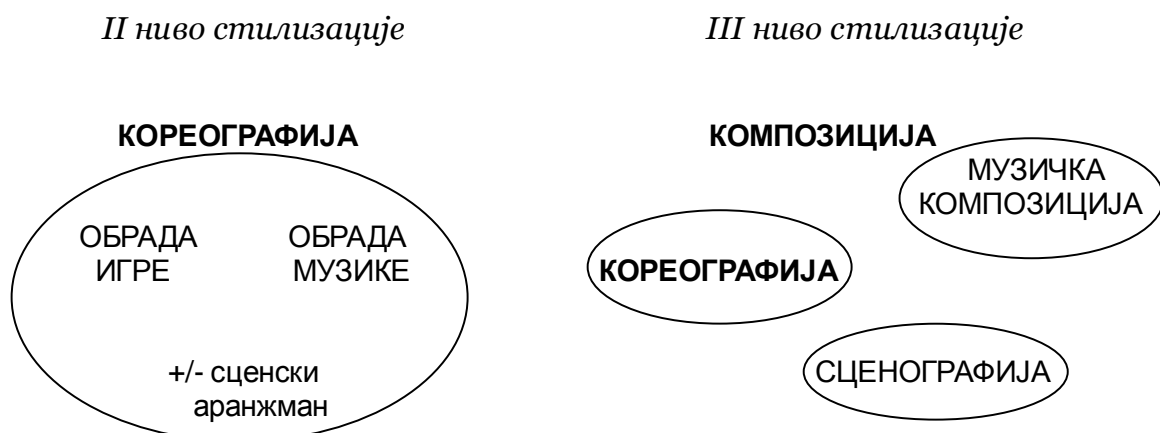 II ниво стилизације
КОРЕОГРАФИЈА
ОБРАДА ИГРЕ
ОБРАДА МУЗИКЕ
+/- сценски
аранжман
III ниво стилизације
КОМПОЗИЦИЈА
МУЗИЧКА
КОМПОЗИЦИЈА
КОРЕОГРАФИЈА
СЦЕНОГРАФИЈА